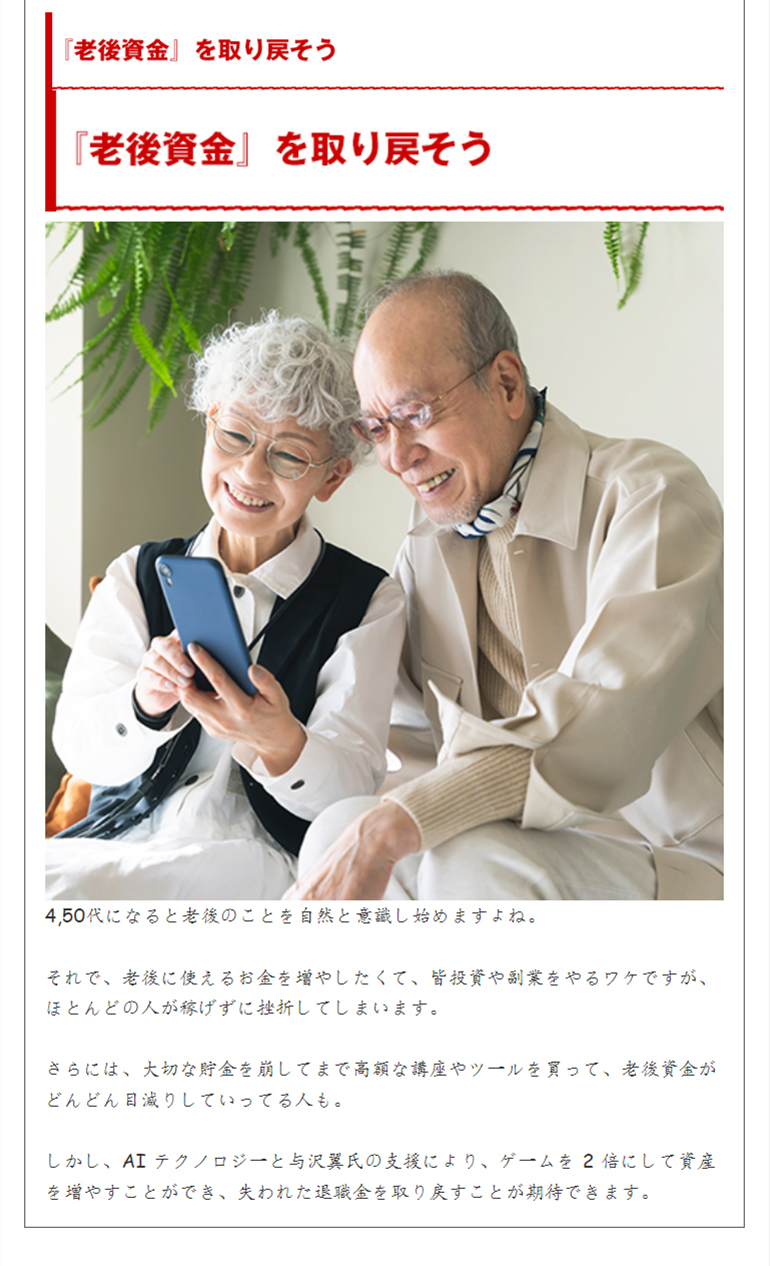 『老後資金』を取り戻そう
『老後資金』を取り戻そう
4,50代になると老後のことを自然と意識し始めますよね。
それで、老後に使えるお金を増やしたくて、皆投資や副業をやるワケですが、
ほとんどの人が稼げずに挫折してしまいます。
さらには、大切な貯金を崩してまで高額な講座やツールを買って、老後資金が
どんどん目減りしていってる人も。
しかし、AI テクノロジーと与沢翼氏の支援により、ゲームを 2 倍にして資産
を増やすことができ、失われた退職金を取り戻すことが期待できます。